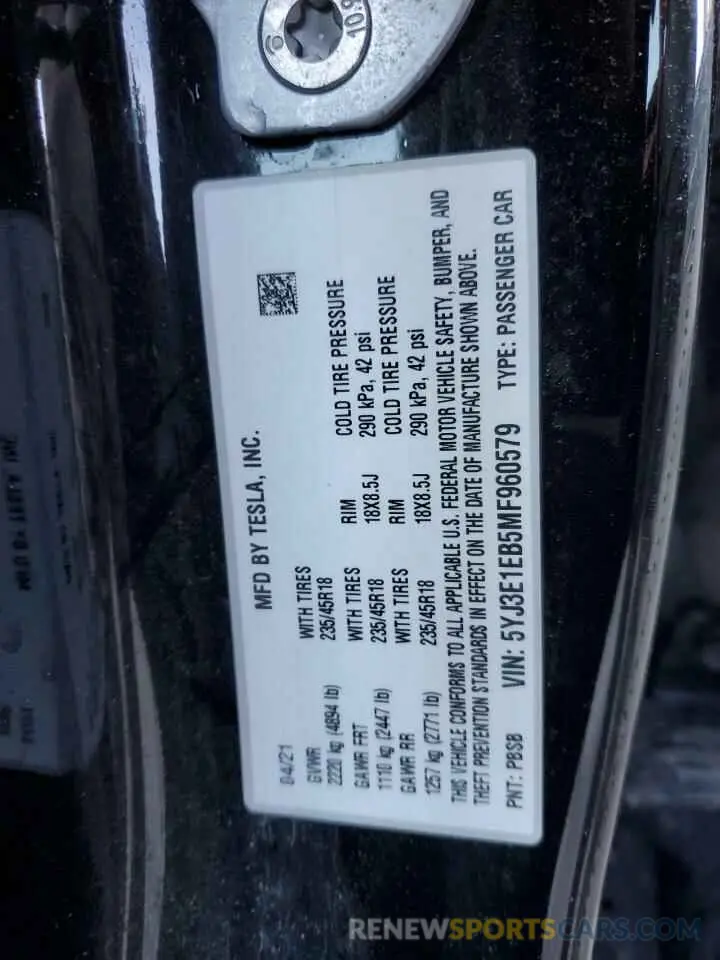 10.9
6
MFD BY TESLA, INC.
04/21
GVWR WITH TIRES RIM COLD TIRE PRESSURE
2220 kg (4894 lb) 235/45R18 18X8.5J 290 kPa, 42 psi
GAWR FRT WITH TIRES RIM COLD TIRE PRESSURE
1110 kg (2447 lb) 235/45R18 18X8.5J 290 kPa, 42 psi
GAWR RR WITH TIRES
1257 kg (2771 lb) 235/45R18
THIS VEHICLE CONFORMS TO ALL APPLICABLE U.S. FEDERAL MOTOR VEHICLE SAFETY, BUMPER, AND
THEFT PREVENTION STANDARDS IN EFFECT ON THE DATE OF MANUFACTURE SHOWN ABOVE.
PNT: PBSB VIN: 5YJ3E1EB5MF960579 TYPE: PASSENGER CAR
RENEWSPORTSCARS.COM